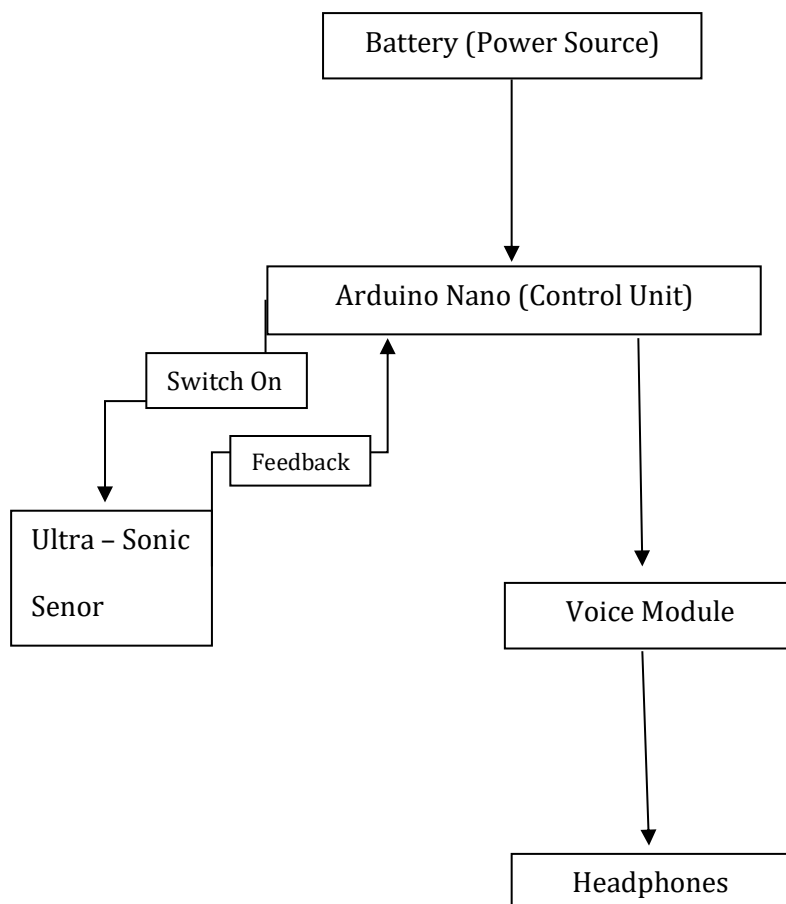 Battery (Power Source)
Arduino Nano (Control Unit)
Switch On
Feedback
Ultra – Sonic
Senor
Voice Module
Headphones